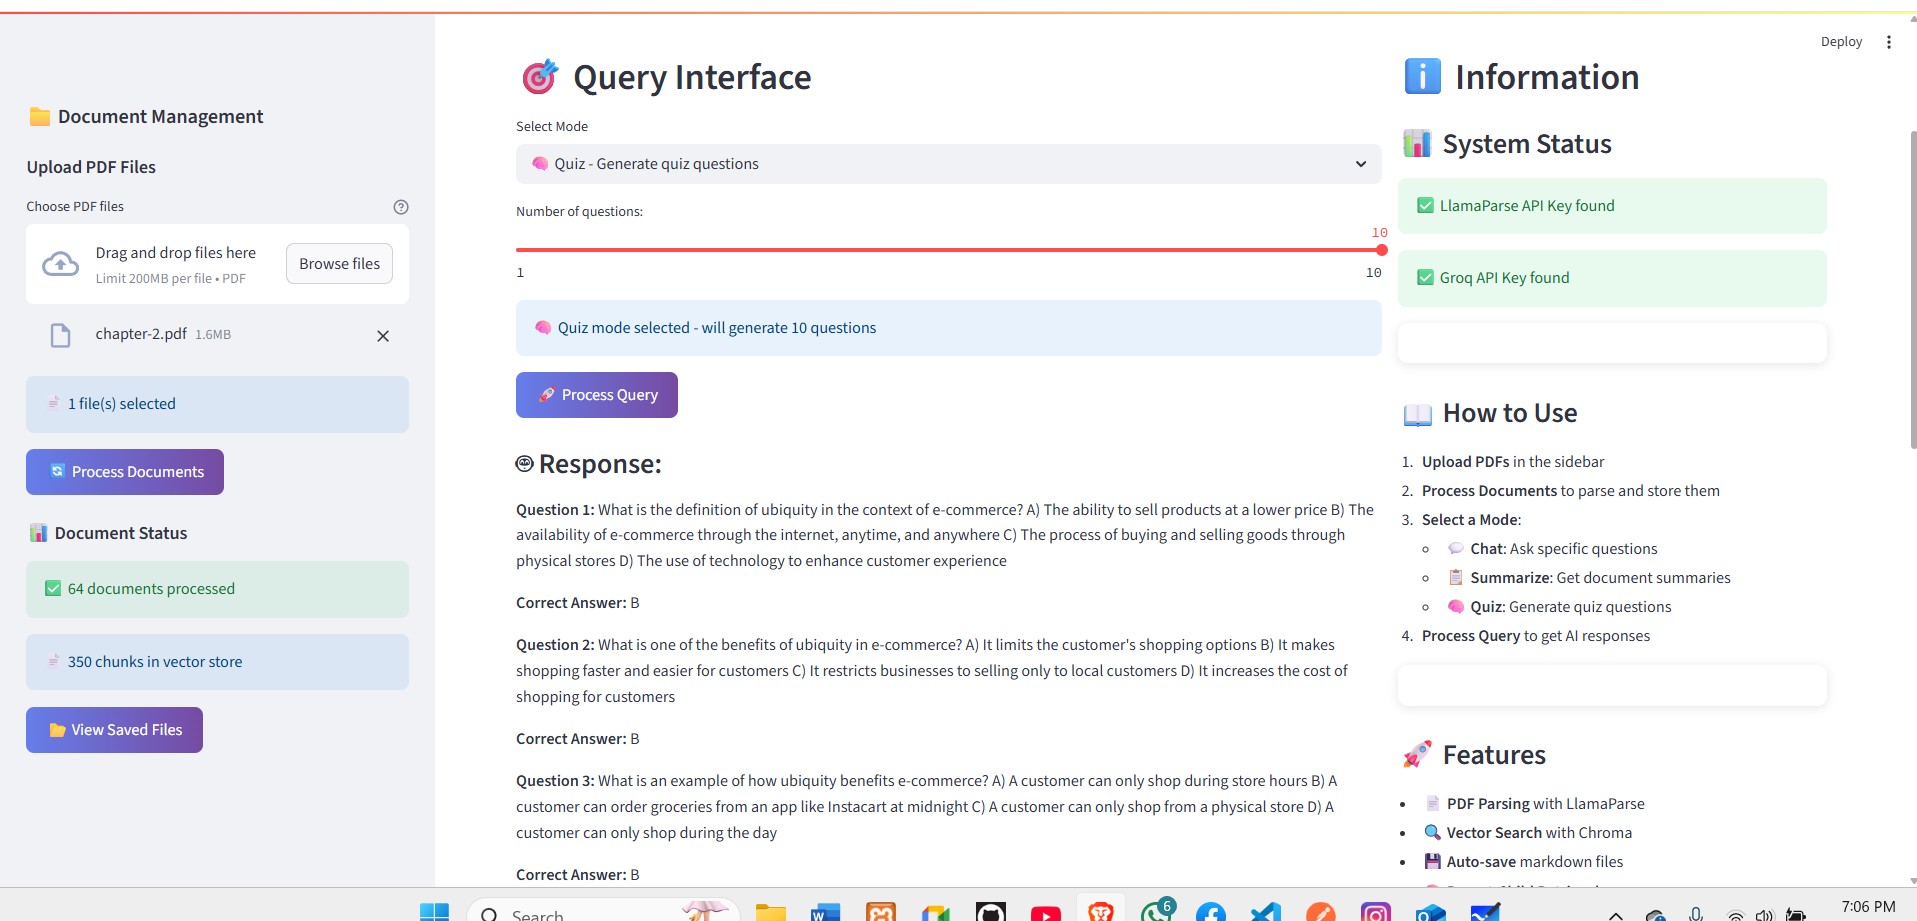 Deploy
Document Management
Upload PDF Files
Choose PDF files
Drag and drop files here
Limit 200MB per file • PDF
Browse files
chapter-2.pdf 1.6MB
1 file(s) selected
Process Documents
Document Status
64 documents processed
350 chunks in vector store
View Saved Files
Query Interface
Select Mode
Quiz - Generate quiz questions
Number of questions:
10
1
10
Quiz mode selected - will generate 10 questions
Process Query
Response:
Question 1: What is the definition of ubiquity in the context of e-commerce? A) The ability to sell products at a lower price B) The
availability of e-commerce through the internet, anytime, and anywhere C) The process of buying and selling goods through
physical stores D) The use of technology to enhance customer experience
Correct Answer: B
Question 2: What is one of the benefits of ubiquity in e-commerce? A) It limits the customer's shopping options B) It makes
shopping faster and easier for customers C) It restricts businesses to selling only to local customers D) It increases the cost of
shopping for customers
Correct Answer: B
Question 3: What is an example of how ubiquity benefits e-commerce? A) A customer can only shop during store hours B) A
customer can order groceries from an app like Instacart at midnight C) A customer can only shop from a physical store D) A
customer can only shop during the day
Correct Answer: B
Information
System Status
LlamaParse API Key found
Groq API Key found
How to Use
1. Upload PDFs in the sidebar
2. Process Documents to parse and store them
3. Select a Mode:
Chat: Ask specific questions
Summarize: Get document summaries
Quiz: Generate quiz questions
4. Process Query to get AI responses
Features
PDF Parsing with LlamaParse
Vector Search with Chroma
Auto-save markdown files
Search
6
7:06 PM